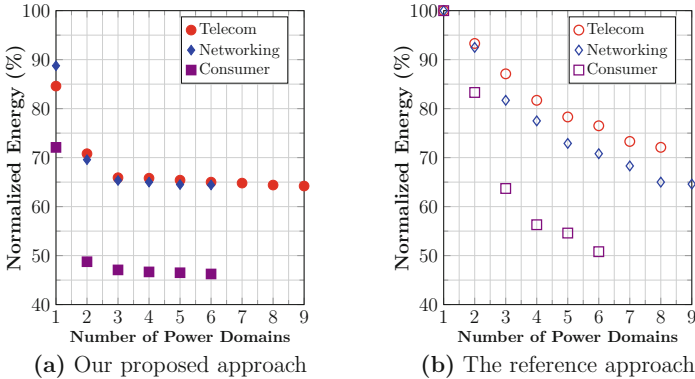 100
90
80
70
60
50
40
Normalized Energy (%)
Telecom
Networking
Consumer
1 2 3 4 5 6 7 8 9
Number of Power Domains
(a) Our proposed approach
100
90
80
70
60
50
40
Normalized Energy (%)
Telecom
Networking
Consumer
1 2 3 4 5 6 7 8 9
Number of Power Domains
(b) The reference approach